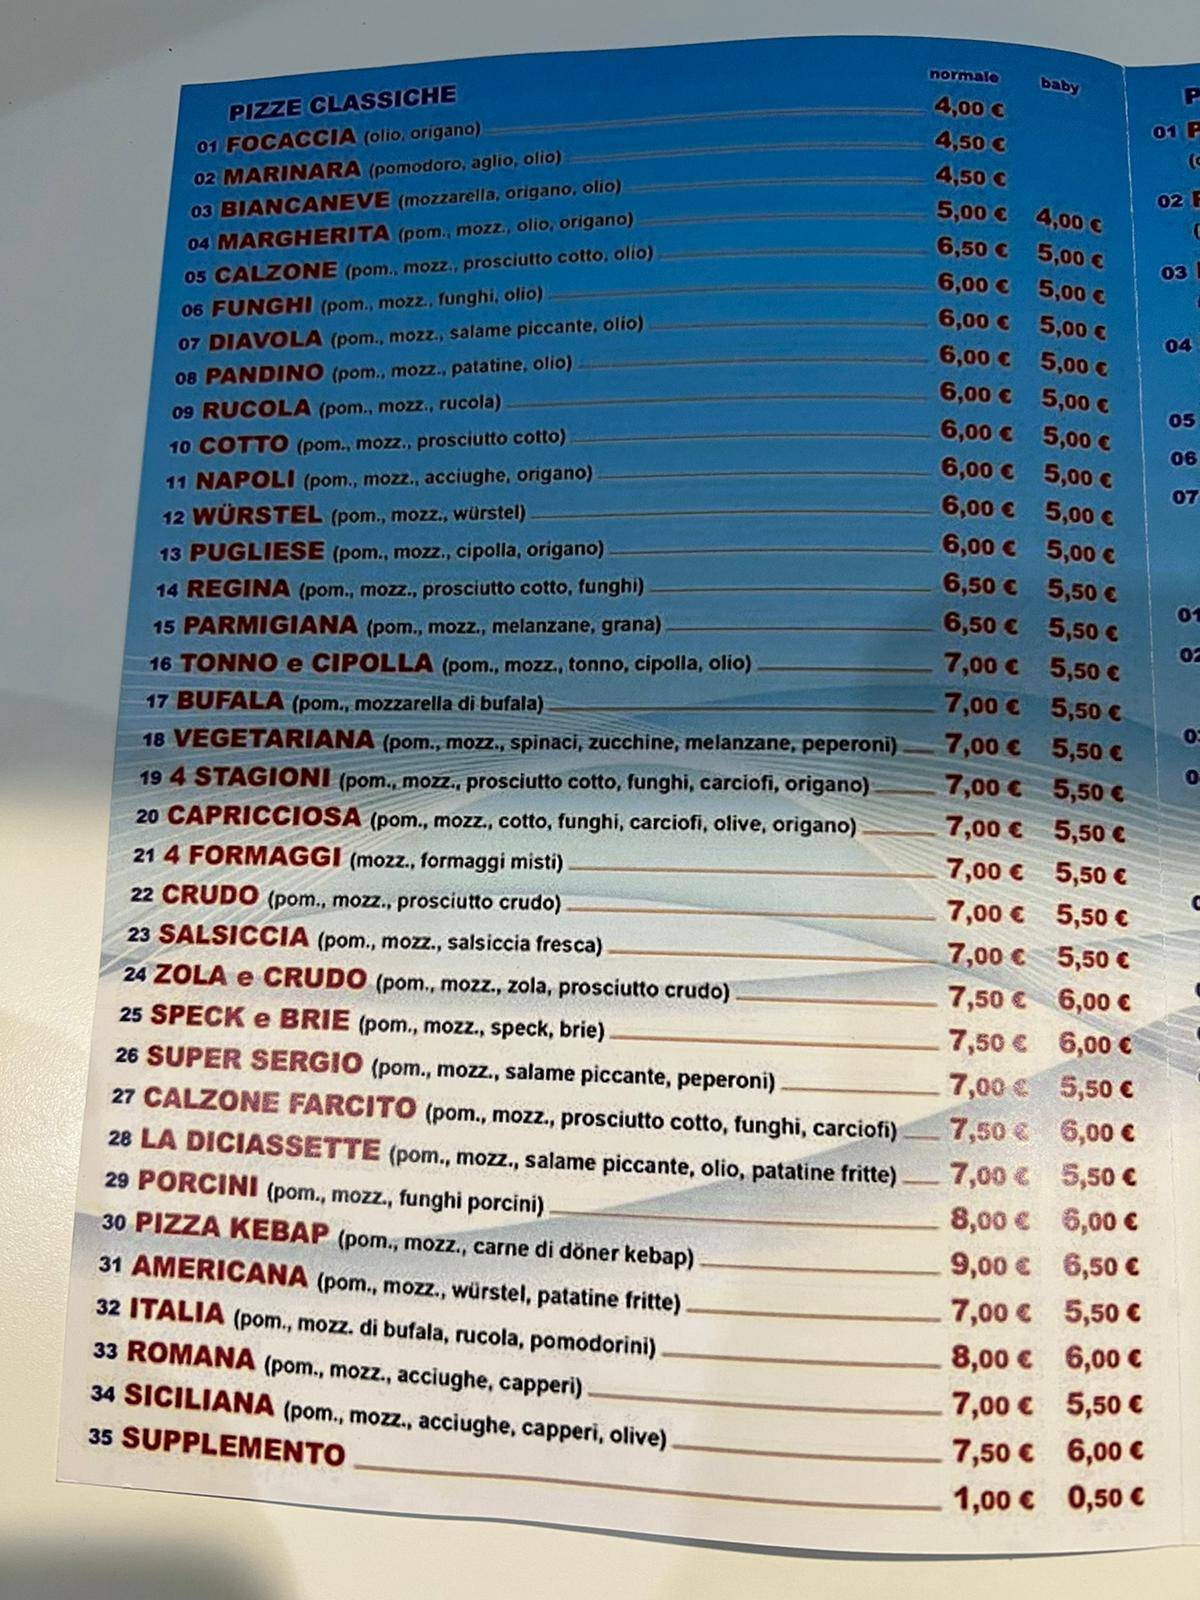 PIZZE CLASSICHE normale baby
01 FOCACCIA (olio, origano) 4,00 €
02 MARINARA (pomodoro, aglio, olio) 4,50 €
03 BIANCANEVE (mozzarella, origano, olio) 4,50 €
04 MARGHERITA (pom., mozz., olio, origano) 5,00 € 4,00 €
05 CALZONE (pom., mozz., prosciutto cotto, olio) 6,50 € 5,00 €
06 FUNGHI (pom., mozz., funghi, olio) 6,00 € 5,00 €
07 DIAVOLA (pom., mozz., salame piccante, olio) 6,00 € 5,00 €
08 PANDINO (pom., mozz., patatine, olio) 6,00 € 5,00 €
09 RUCOLA (pom., mozz., rucola) 6,00 € 5,00 €
10 COTTO (pom., mozz., prosciutto cotto) 6,00 € 5,00 €
11 NAPOLI (pom., mozz., acciughe, origano) 6,00 € 5,00 €
12 WÜRSTEL (pom., mozz., würstel) 6,00 € 5,00 €
13 PUGLIESE (pom., mozz., cipolla, origano) 6,00 € 5,00 €
14 REGINA (pom., mozz., prosciutto cotto, funghi) 6,50 € 5,50 €
15 PARMIGIANA (pom., mozz., melanzane, grana) 6,50 € 5,50 €
16 TONNO e CIPOLLA (pom., mozz., tonno, cipolla, olio) 7,00 € 5,50 €
17 BUFALA (pom., mozzarella di bufala) 7,00 € 5,50 €
18 VEGETARIANA (pom., mozz., spinaci, zucchine, melanzane, peperoni) 7,00 € 5,50 €
19 4 STAGIONI (pom., mozz., prosciutto cotto, funghi, carciofi, origano) 7,00 € 5,50 €
20 CAPRICCIOSA (pom., mozz., cotto, funghi, carciofi, olive, origano) 7,00 € 5,50 €
21 4 FORMAGGI (mozz., formaggi misti) 7,00 € 5,50 €
22 CRUDO (pom., mozz., prosciutto crudo) 7,00 € 5,50 €
23 SALSICCIA (pom., mozz., salsiccia fresca) 7,00 € 5,50 €
24 ZOLA e CRUDO (pom., mozz., zola, prosciutto crudo) 7,50 € 6,00 €
25 SPECK e BRIE (pom., mozz., speck, brie) 7,50 € 6,00 €
26 SUPER SERGIO (pom., mozz., salame piccante, peperoni) 7,00 € 5,50 €
27 CALZONE FARCITO (pom., mozz., prosciutto cotto, funghi, carciofi) 7,50 € 6,00 €
28 LA DICIASSETTE (pom., mozz., salame piccante, olio, patatine fritte) 7,00 € 5,50 €
29 PORCINI (pom., mozz., funghi porcini) 8,00 € 6,00 €
30 PIZZA KEBAP (pom., mozz., carne di döner kebap) 9,00 € 6,50 €
31 AMERICANA (pom., mozz., würstel, patatine fritte) 7,00 € 5,50 €
32 ITALIA (pom., mozz. di bufala, rucola, pomodorini) 8,00 € 6,00 €
33 ROMANA (pom., mozz., acciughe, capperi) 7,00 € 5,50 €
34 SICILIANA (pom., mozz., acciughe, capperi, olive) 7,50 € 6,00 €
35 SUPPLEMENTO 1,00 € 0,50 €
01
02
03
04
05
06
07
01
02